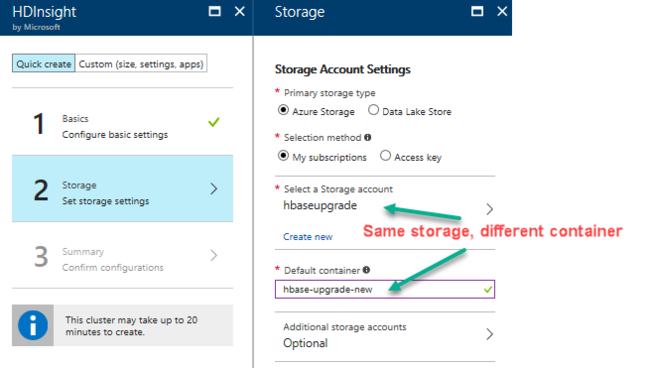 HDInsight
by Microsoft
Quick create
Custom (size, settings, apps)
1
Basics
Configure basic settings
2
Storage
Set storage settings
3
Summary
Confirm configurations
This cluster may take up to 20
minutes to create.
Storage
Storage Account Settings
* Primary storage type
Azure Storage
Data Lake Store
* Selection method
My subscriptions
Access key
* Select a Storage account
hbaseupgrade
Create new
Same storage, different container
* Default container
hbase-upgrade-new
Additional storage accounts
Optional